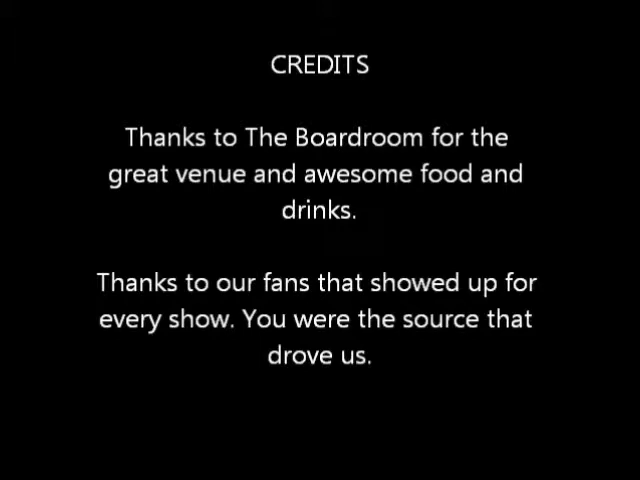 CREDITS
Thanks to The Boardroom for the
great venue and awesome food and
drinks.
Thanks to our fans that showed up for
every show. You were the source that
drove us.